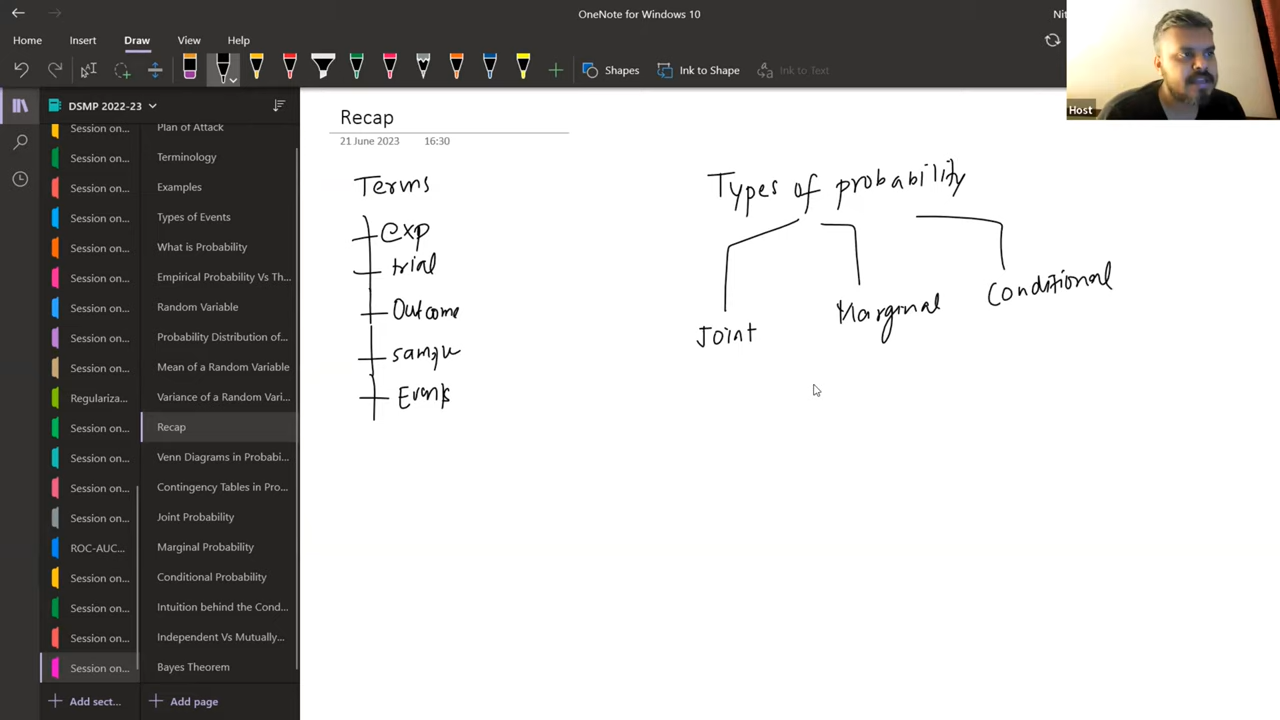 OneNote for Windows 10
Home Insert Draw View Help
Shapes Ink to Shape Ink to Text
Host
DSMP 2022-23
Session on...
Session on...
Session on...
Session on...
Session on...
Session on...
Session on...
Session on...
Session on...
Regulariza...
Session on...
Session on...
Session on...
Session on...
ROC-AUC...
Session on...
Session on...
Session on...
Session on...
Add sect...
Plan of Attack
Terminology
Examples
Types of Events
What is Probability
Empirical Probability Vs Th...
Random Variable
Probability Distribution of...
Mean of a Random Variable
Variance of a Random Vari...
Recap
Venn Diagrams in Probabi...
Contingency Tables in Pro...
Joint Probability
Marginal Probability
Conditional Probability
Intuition behind the Cond...
Independent Vs Mutually...
Bayes Theorem
Add page
Recap
21 June 2023 16:30
Terms
exp
trial
Outcome
Events
Types of probability
Joint
Marginal
Conditional